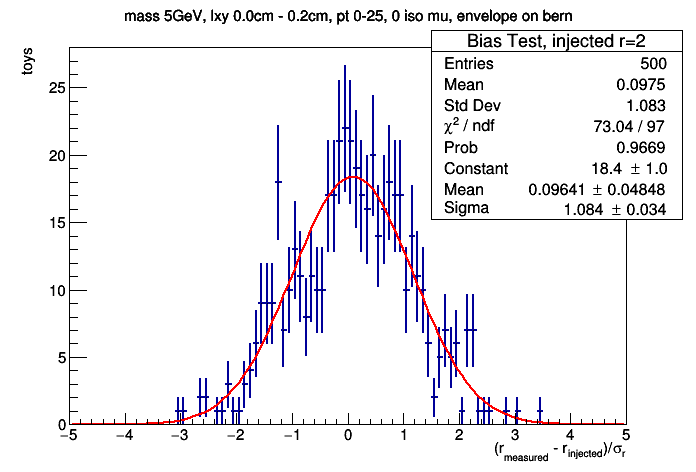 mass 5GeV, lxy 0.0cm - 0.2cm, pt 0-25, 0 iso mu, envelope on bern
toys
Bias Test, injected r=2
Entries 500
Mean 0.0975
Std Dev 1.083
χ² / ndf 73.04 / 97
Prob 0.9669
Constant 18.4 ± 1.0
Mean 0.09641 ± 0.04848
Sigma 1.084 ± 0.034
25
20
15
10
5
0
−5 −4 −3 −2 −1 0 1 2 3 4 5
(r_measured - r_injected)/σ_r